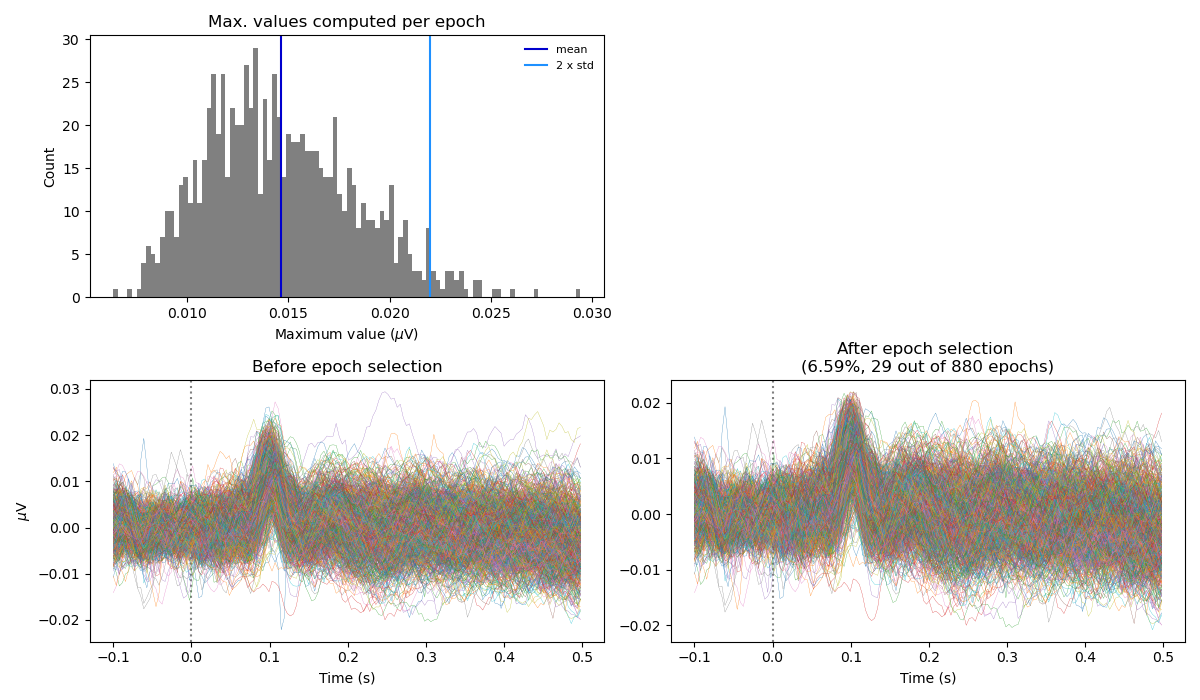 Max. values computed per epoch
30
25
20
15
10
5
0
Count
mean
2 x std
0.010 0.015 0.020 0.025 0.030
Maximum value (μV)
Before epoch selection
0.03
0.02
0.01
0.00
−0.01
−0.02
μV
−0.1 0.0 0.1 0.2 0.3 0.4 0.5
Time (s)
After epoch selection
(6.59%, 29 out of 880 epochs)
0.02
0.01
0.00
−0.01
−0.02
−0.1 0.0 0.1 0.2 0.3 0.4 0.5
Time (s)